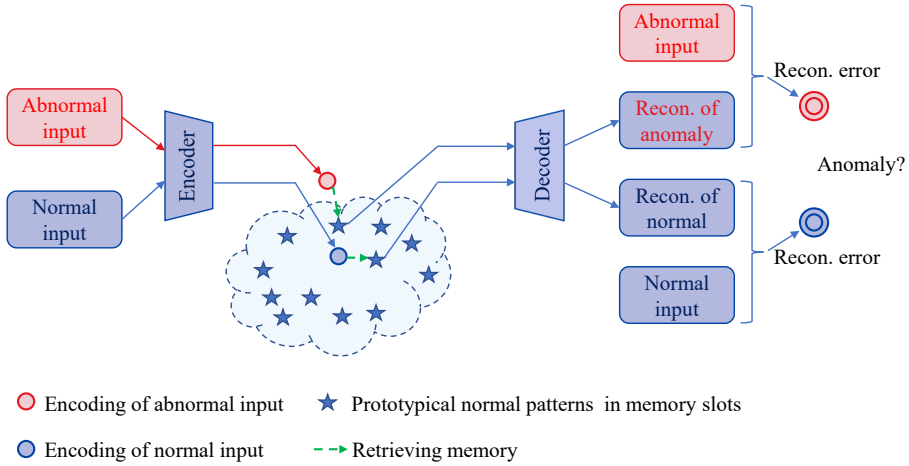 Abnormal
input
Normal
input
Encoder
Decoder
Abnormal
input
Recon. of
anomaly
Recon. of
normal
Normal
input
Recon. error
Anomaly?
Recon. error
Encoding of abnormal input
Prototypical normal patterns in memory slots
Encoding of normal input
Retrieving memory